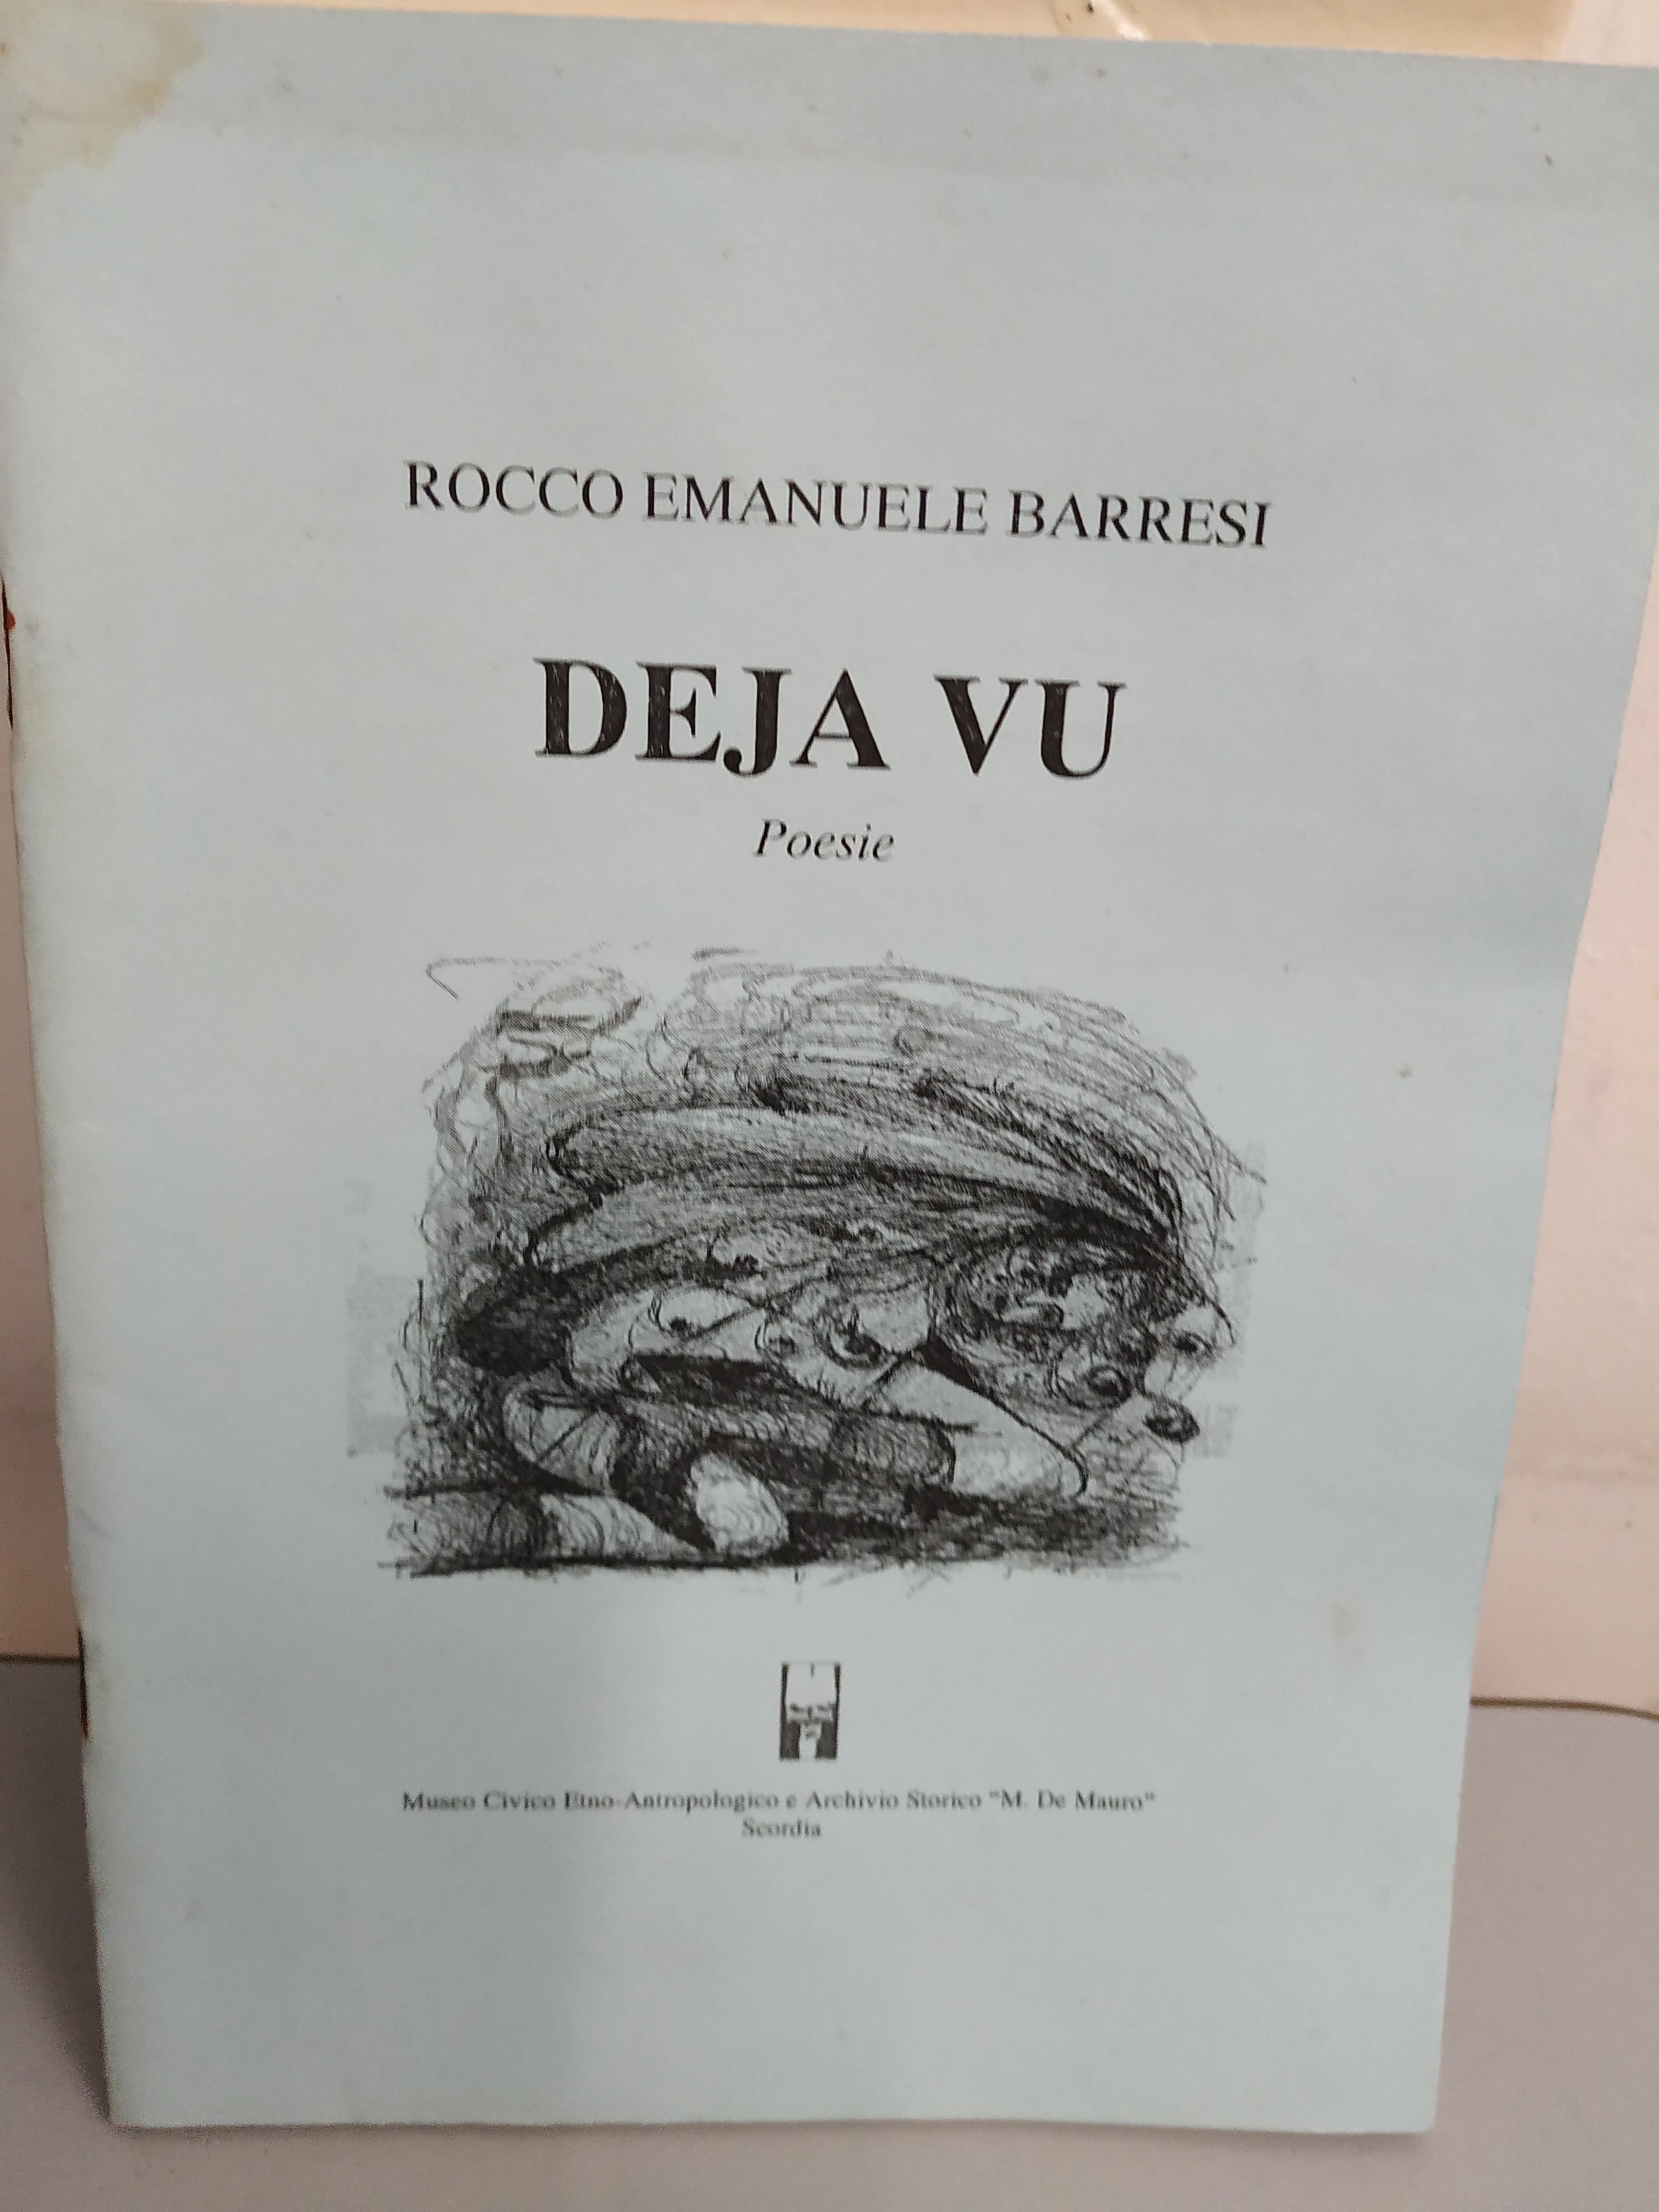 ROCCO EMANUELE BARRESI
DEJA VU
Poesie
Museo Civico Etno-Antropologico e Archivio Storico "M. De Mauro"
Scordia